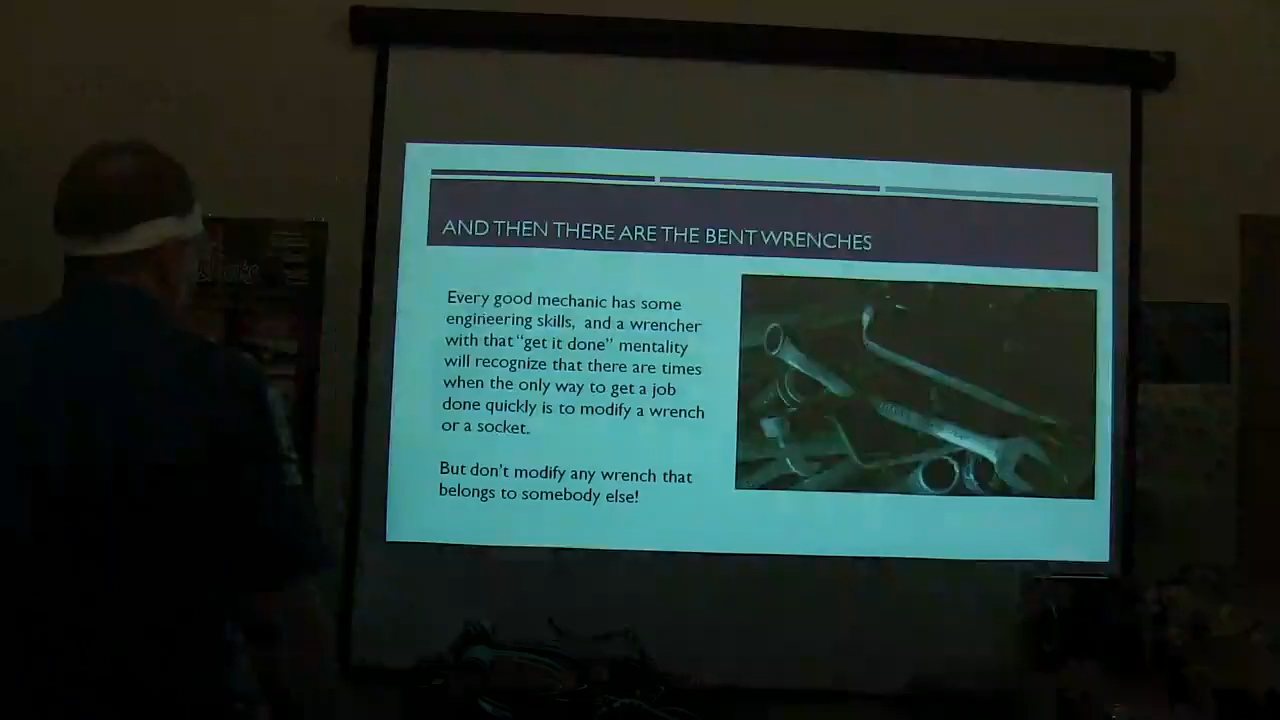 AND THEN THERE ARE THE BENT WRENCHES
Every good mechanic has some
engineering skills, and a wrencher
with that “get it done” mentality
will recognize that there are times
when the only way to get a job
done quickly is to modify a wrench
or a socket.
But don’t modify any wrench that
belongs to somebody else!